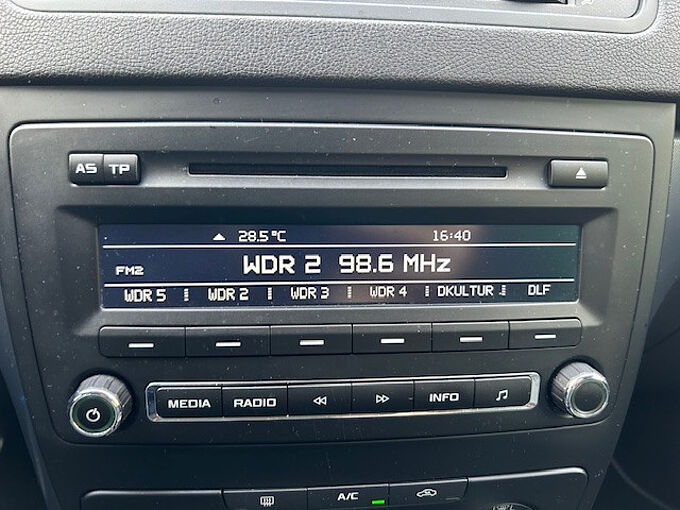 AS TP
28.5°C 16:40
FM2 WDR 2 98.6 MHz
WDR 5 WDR 2 WDR 3 WDR 4 DKULTUR DLF
MEDIA RADIO INFO
A/C